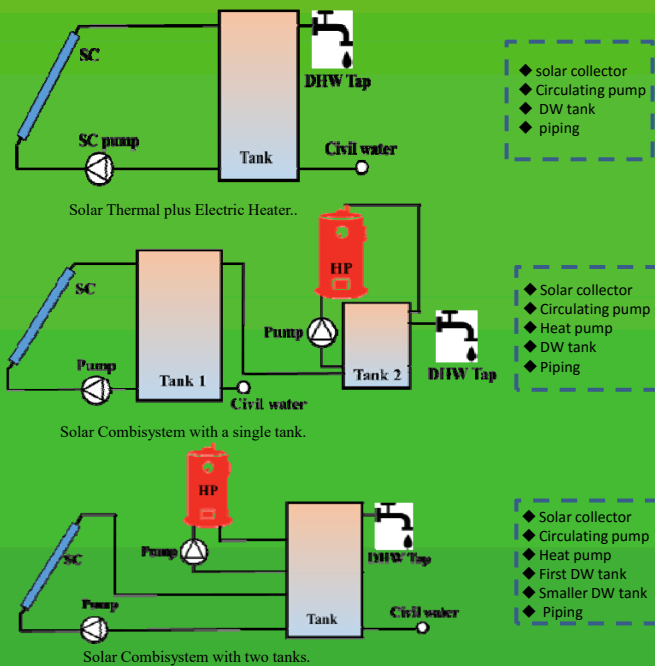 SC
DHW Tap
SC pump
Tank
Civil water
◆ solar collector
◆ Circulating pump
◆ DW tank
◆ piping
Solar Thermal plus Electric Heater..
HP
SC
Pump
DHW Tap
Pump
Tank 1
Tank 2
Civil water
◆ Solar collector
◆ Circulating pump
◆ Heat pump
◆ DW tank
◆ Piping
Solar Combisystem with a single tank.
HP
Pump
DHW Tap
SC
Pump
Tank
Civil water
◆ Solar collector
◆ Circulating pump
◆ Heat pump
◆ First DW tank
◆ Smaller DW tank
◆ Piping
Solar Combisystem with two tanks.